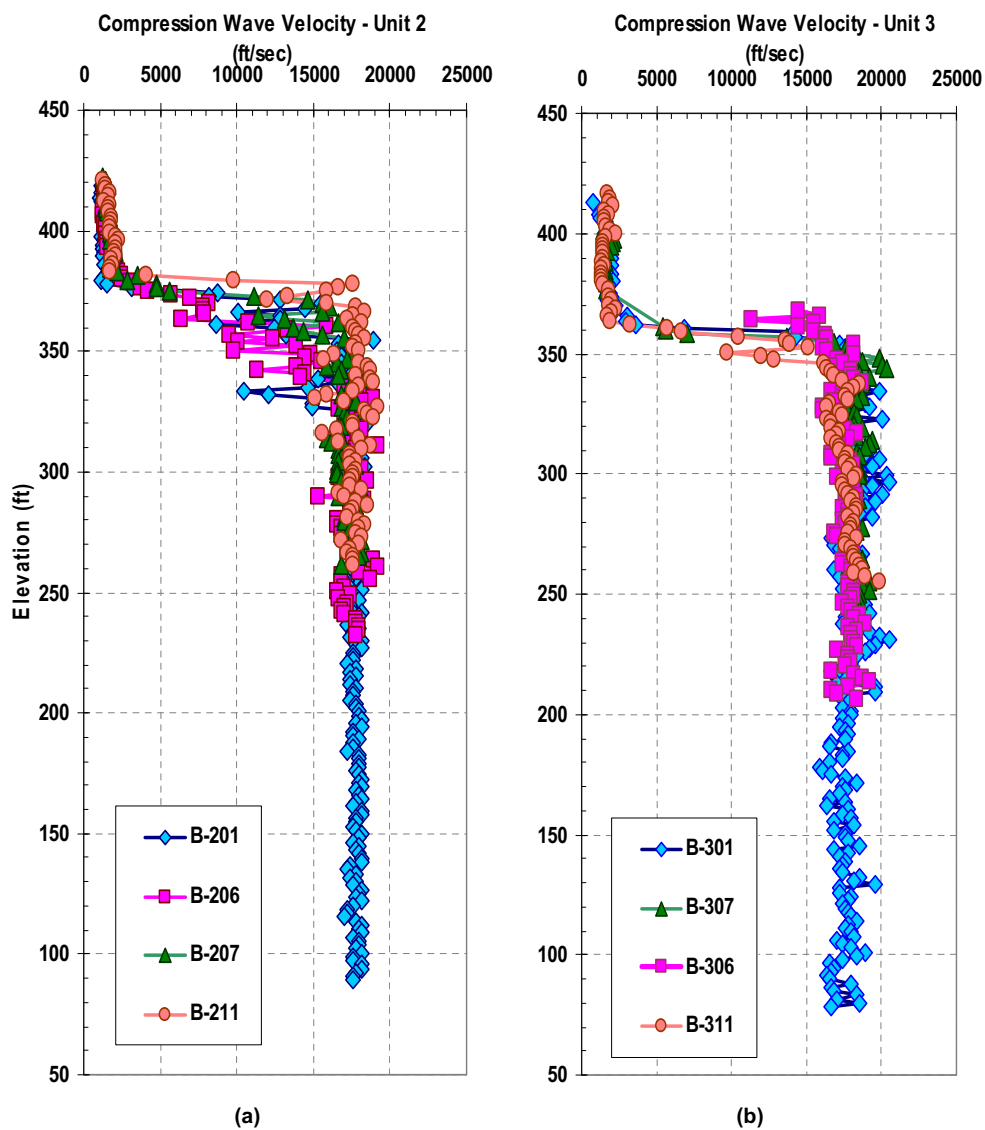 Compression Wave Velocity - Unit 2
(ft/sec)
0 5000 10000 15000 20000 25000
450
400
350
300
250
200
150
100
50
Elevation (ft)
B-201
B-206
B-207
B-211
(a)
Compression Wave Velocity - Unit 3
(ft/sec)
0 5000 10000 15000 20000 25000
450
400
350
300
250
200
150
100
50
B-301
B-307
B-306
B-311
(b)